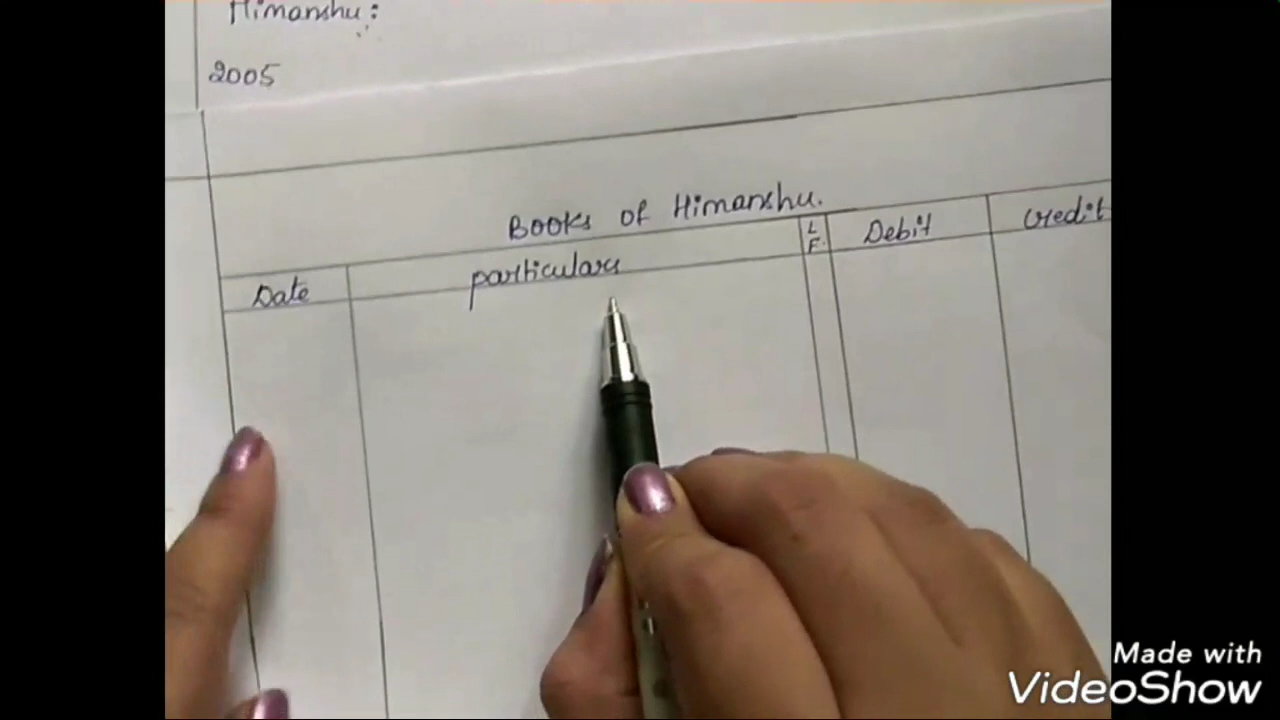 Himanshu:
2005
Books of Himanshu.
Date particulars L F. Debit Credit
Made with
VideoShow